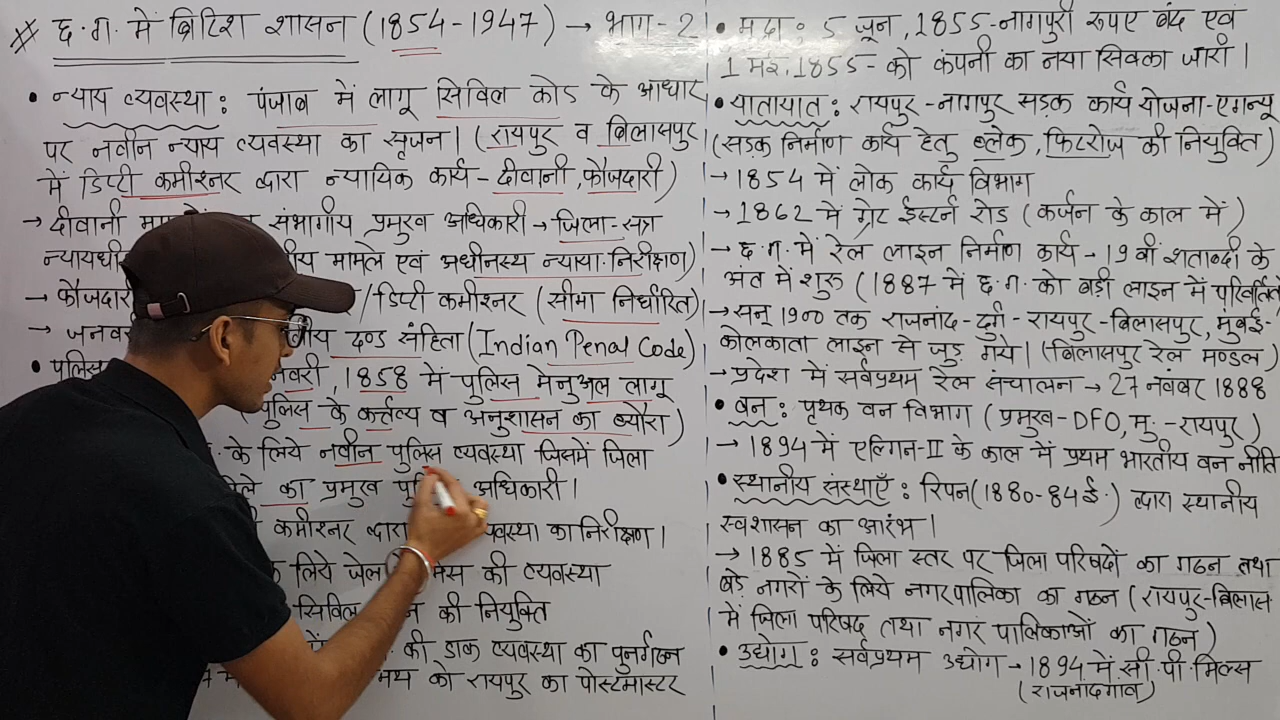 # छ.ग. में ब्रिटिश शासन (1854-1947) → भाग-2
• न्याय व्यवस्था : पंजाब में लागू सिविल कोड के आधार
पर नवीन न्याय व्यवस्था का सृजन। (रायपुर व बिलासपुर
में डिप्टी कमीश्नर द्वारा न्यायिक कार्य - दीवानी, फौजदारी)
→ दीवानी संभागीय प्रमुख अधिकारी → जिला-सत्र
न्यायधी मामले एवं अधीनस्थ न्याया. निरीक्षण)
→ फौजदारी / डिप्टी कमीश्नर (सीमा निर्धारित)
→ दण्ड संहिता (Indian Penal Code)
• पुलिस 1858 में पुलिस मेनुअल लागू
(पुलिस के कर्त्तव्य व अनुशासन का ब्यौरा)
के लिये नवीन पुलिस व्यवस्था जिसमें जिला
का प्रमुख अधिकारी।
कमीश्नर द्वारा का निरीक्षण।
लिये जेल की व्यवस्था
सिविल की नियुक्ति
की डाक व्यवस्था का पुनर्गठन
को रायपुर का पोस्टमास्टर
• मुद्रा : 5 जून, 1855-नागपुरी रूपए बंद एवं
1 मई, 1855- को कंपनी का नया सिक्का जारी।
• यातायात : रायपुर-नागपुर सड़क कार्य योजना-एगन्यू
(सड़क निर्माण कार्य हेतु ब्लेक, फिटरोज की नियुक्ति)
→ 1854 में लोक कार्य विभाग
→ 1862 में ग्रेट ईस्टर्न रोड (कर्जन के काल में)
→ छ.ग. में रेल लाइन निर्माण कार्य → 19 वी शताब्दी के
अंत में शुरू (1887 में छ.ग. को बड़ी लाइन में परिवर्तित
→ सन् 1900 तक राजनांद-दुर्ग-रायपुर-बिलासपुर, मुंबई-
कोलकाता लाइन से जुड़ गये। (बिलासपुर रेल मण्डल)
→ प्रदेश में सर्वप्रथम रेल संचालन → 27 नवंबर 1888
• वन : पृथक वन विभाग (प्रमुख-DFO, मु.-रायपुर)
→ 1894 में एल्गिन-II के काल में प्रथम भारतीय वन नीति
• स्थानीय संस्थाएँ : रिपन (1880-84 ई.) द्वारा स्थानीय
स्वशासन का आरंभ।
→ 1885 में जिला स्तर पर जिला परिषदों का गठन तथा
बड़े नगरों के लिये नगरपालिका का गठन (रायपुर-बिलास
में जिला परिषद तथा नगर पालिकाओं का गठन)
• उद्योग : सर्वप्रथम उद्योग → 1894 में सी.पी मिल्स
(राजनांदगांव)